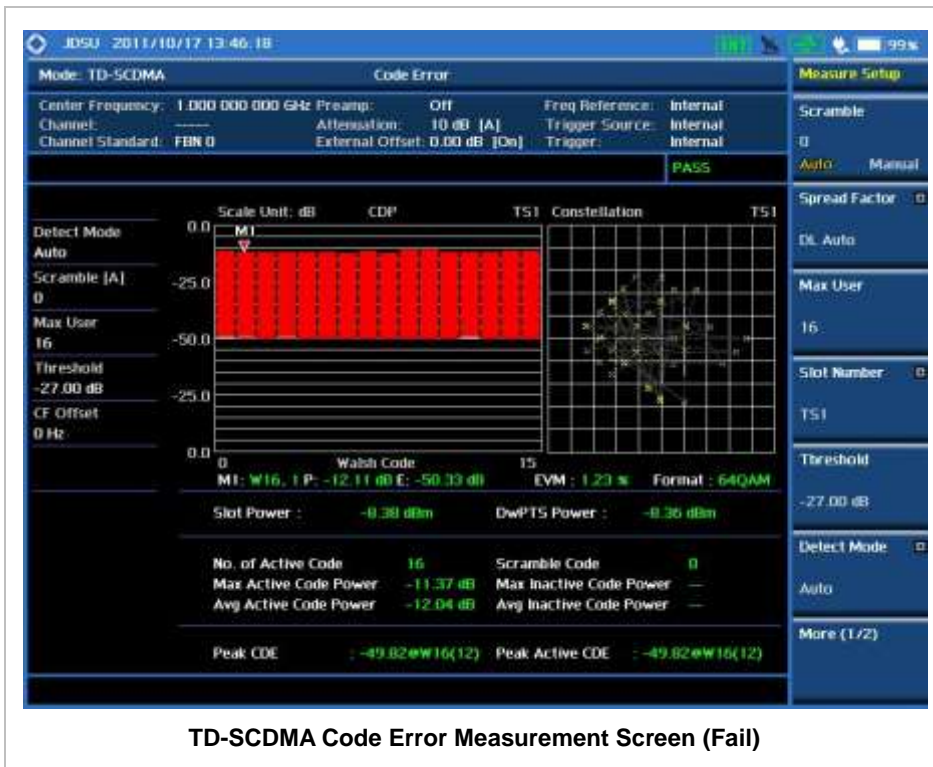 JDSU 2011/10/17 13:46:18
99%
Mode: TD-SCDMA Code Error
Center Frequency: 1.000 000 000 GHz Preamp: Off Freq Reference: Internal
Channel: ----- Attenuation: 10 dB [A] Trigger Source: Internal
Channel Standard: FBN 0 External Offset: 0.00 dB [On] Trigger: Internal
PASS
Scale Unit: dB CDP TS1 Constellation TS1
Detect Mode
Auto
Scramble [A]
0
Max User
16
Threshold
-27.00 dB
CF Offset
0 Hz
0.0
M1
-25.0
-50.0
-25.0
0.0
0 Walsh Code 15
M1: W16, 1 P: -12.11 dB E: -50.33 dB EVM : 1.23 % Format : 64QAM
Slot Power : -8.38 dBm DwPTS Power : -8.36 dBm
No. of Active Code 16 Scramble Code 0
Max Active Code Power -11.37 dB Max Inactive Code Power ---
Avg Active Code Power -12.04 dB Avg Inactive Code Power ---
Peak CDE : -49.82@W16(12) Peak Active CDE : -49.82@W16(12)
Measure Setup
Scramble
0
Auto Manual
Spread Factor
DL Auto
Max User
16
Slot Number
TS1
Threshold
-27.00 dB
Detect Mode
Auto
More (1/2)
TD-SCDMA Code Error Measurement Screen (Fail)